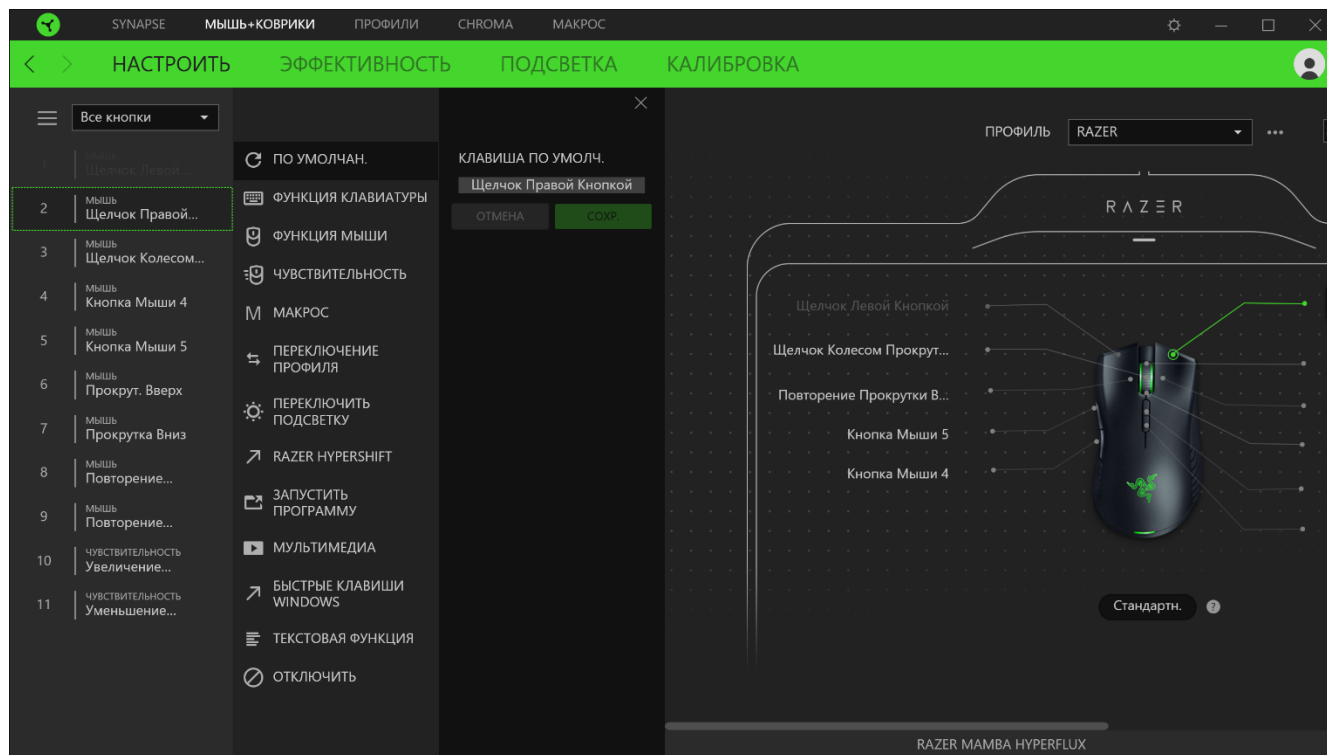 SYNAPSE МЫШЬ+КОВРИКИ ПРОФИЛИ CHROMA МАКРОС
НАСТРОИТЬ ЭФФЕКТИВНОСТЬ ПОДСВЕТКА КАЛИБРОВКА
Все кнопки
1 МЫШЬ
Щелчок Левой...
2 МЫШЬ
Щелчок Правой...
3 МЫШЬ
Щелчок Колесом...
4 МЫШЬ
Кнопка Мыши 4
5 МЫШЬ
Кнопка Мыши 5
6 МЫШЬ
Прокрут. Вверх
7 МЫШЬ
Прокрутка Вниз
8 МЫШЬ
Повторение...
9 МЫШЬ
Повторение...
10 ЧУВСТВИТЕЛЬНОСТЬ
Увеличение...
11 ЧУВСТВИТЕЛЬНОСТЬ
Уменьшение...
ПО УМОЛЧАН.
ФУНКЦИЯ КЛАВИАТУРЫ
ФУНКЦИЯ МЫШИ
ЧУВСТВИТЕЛЬНОСТЬ
М МАКРОС
ПЕРЕКЛЮЧЕНИЕ
ПРОФИЛЯ
ПЕРЕКЛЮЧИТЬ
ПОДСВЕТКУ
RAZER HYPERSHIFT
ЗАПУСТИТЬ
ПРОГРАММУ
МУЛЬТИМЕДИА
БЫСТРЫЕ КЛАВИШИ
WINDOWS
ТЕКСТОВАЯ ФУНКЦИЯ
ОТКЛЮЧИТЬ
КЛАВИША ПО УМОЛЧ.
Щелчок Правой Кнопкой
ОТМЕНА СОХР.
ПРОФИЛЬ RAZER
RAZER
Щелчок Левой Кнопкой
Щелчок Колесом Прокрут...
Повторение Прокрутки В...
Кнопка Мыши 5
Кнопка Мыши 4
Стандартн. ?
RAZER MAMBA HYPERFLUX